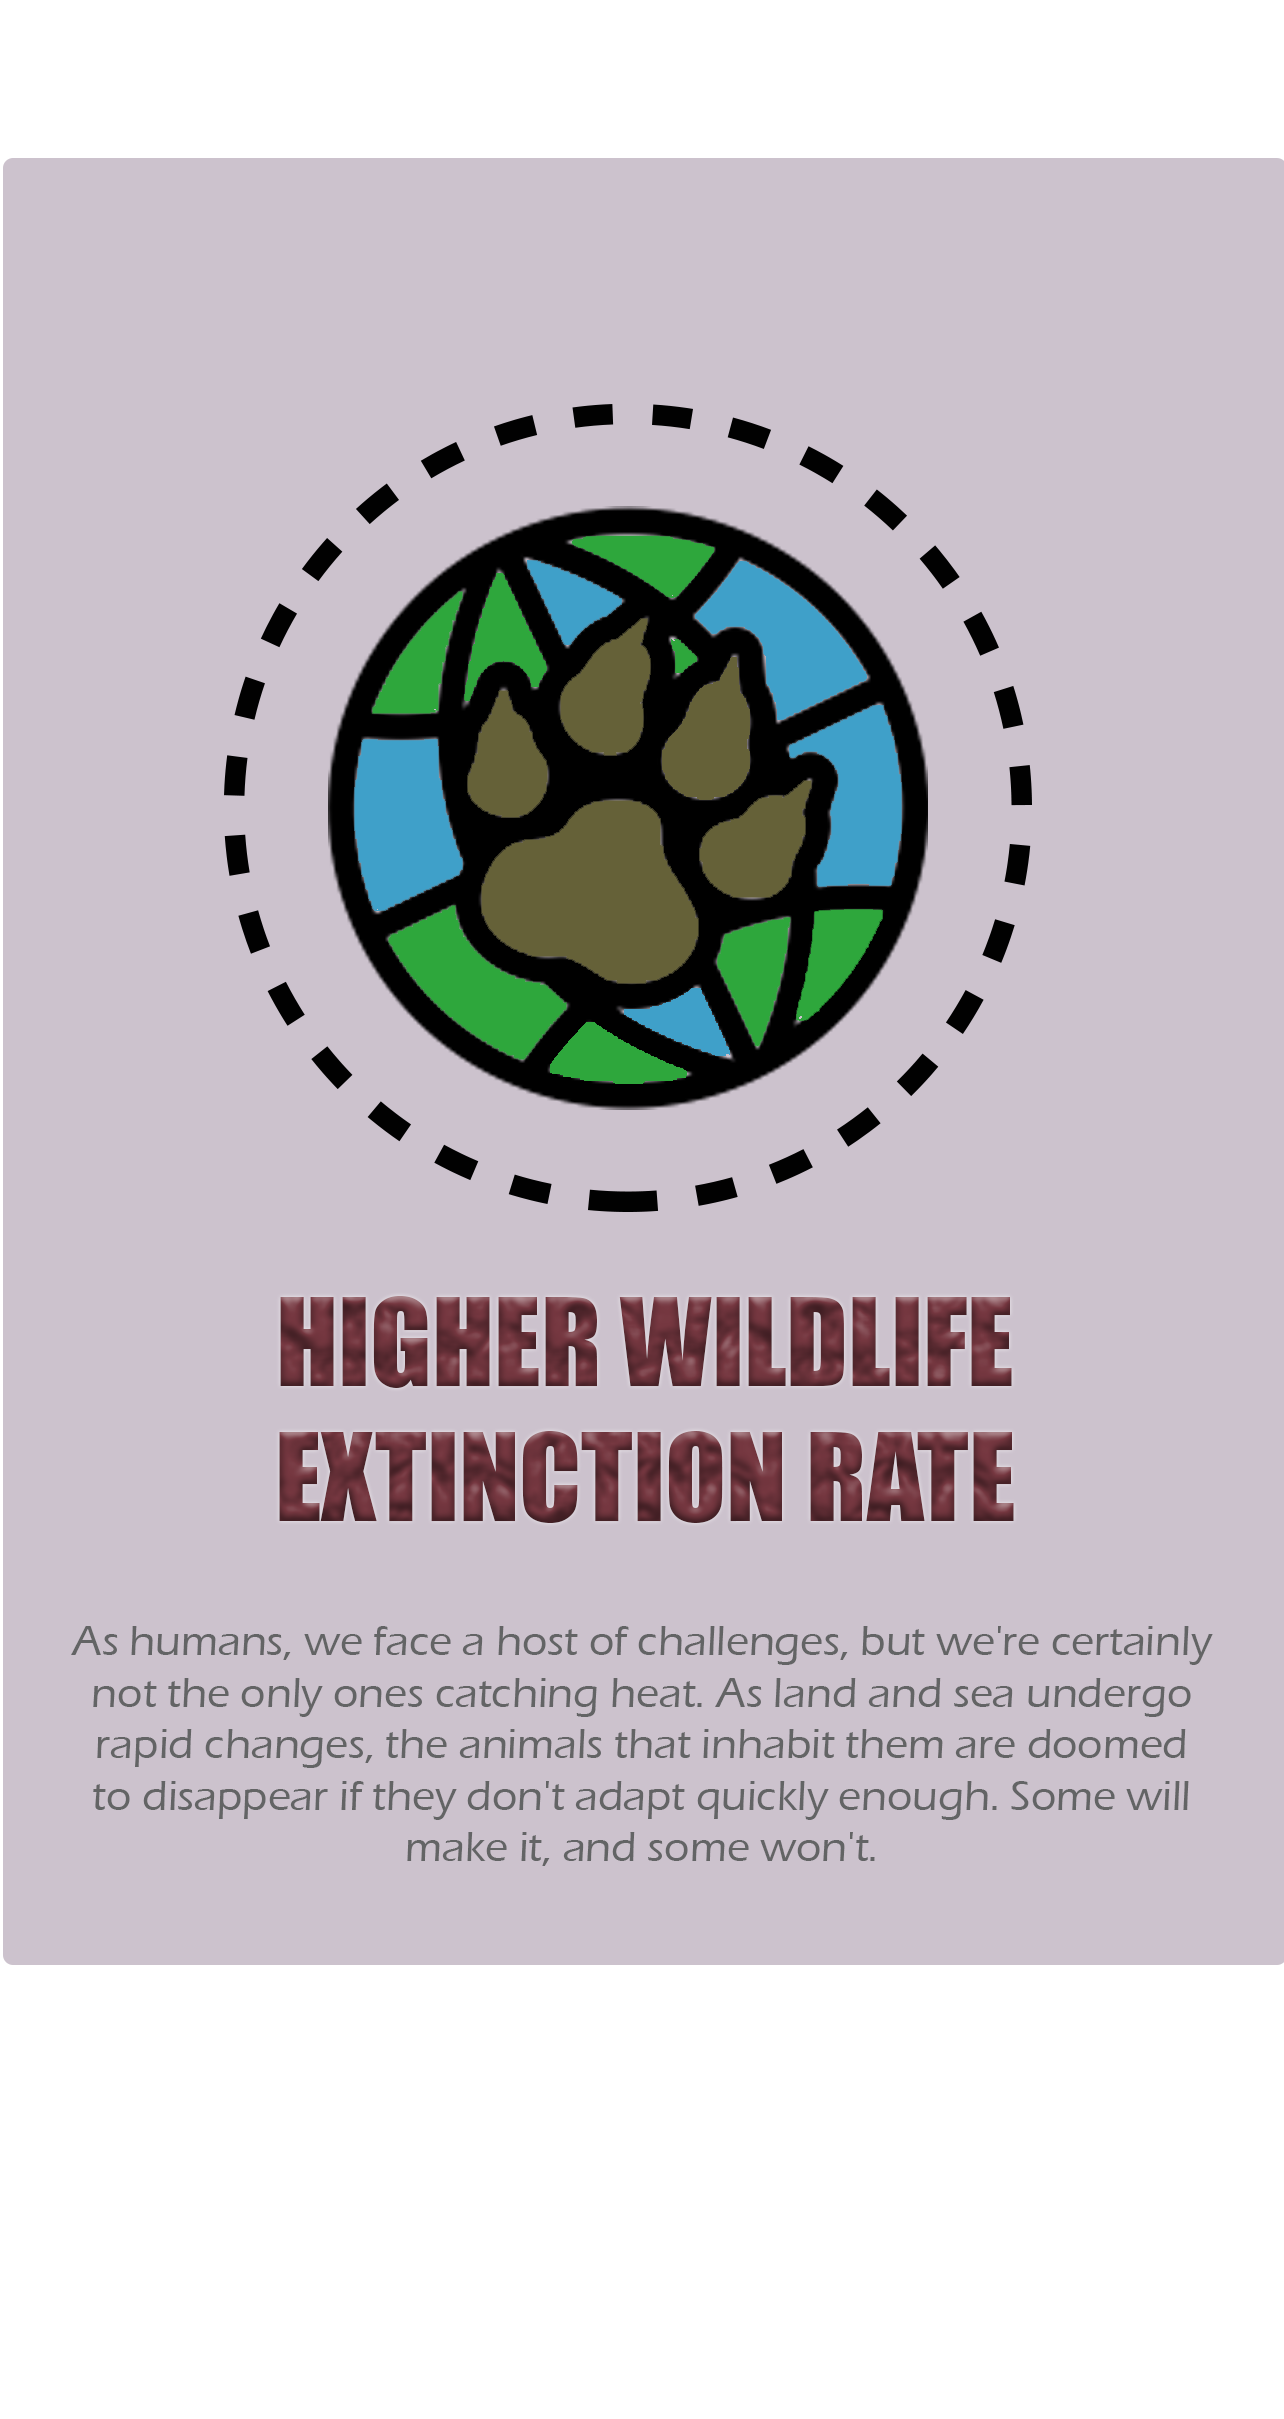 HIGHER WILDLIFE
EXTINCTION RATE
As humans, we face a host of challenges, but we're certainly
not the only ones catching heat. As land and sea undergo
rapid changes, the animals that inhabit them are doomed
to disappear if they don't adapt quickly enough. Some will
make it, and some won't.